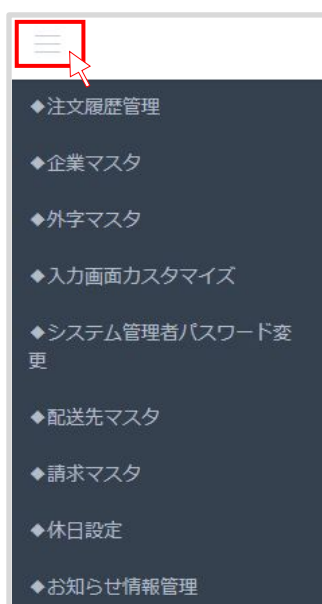 ◆注文履歴管理
◆企業マスタ
◆外字マスタ
◆入力画面カスタマイズ
◆システム管理者パスワード変
更
◆配送先マスタ
◆請求マスタ
◆休日設定
◆お知らせ情報管理